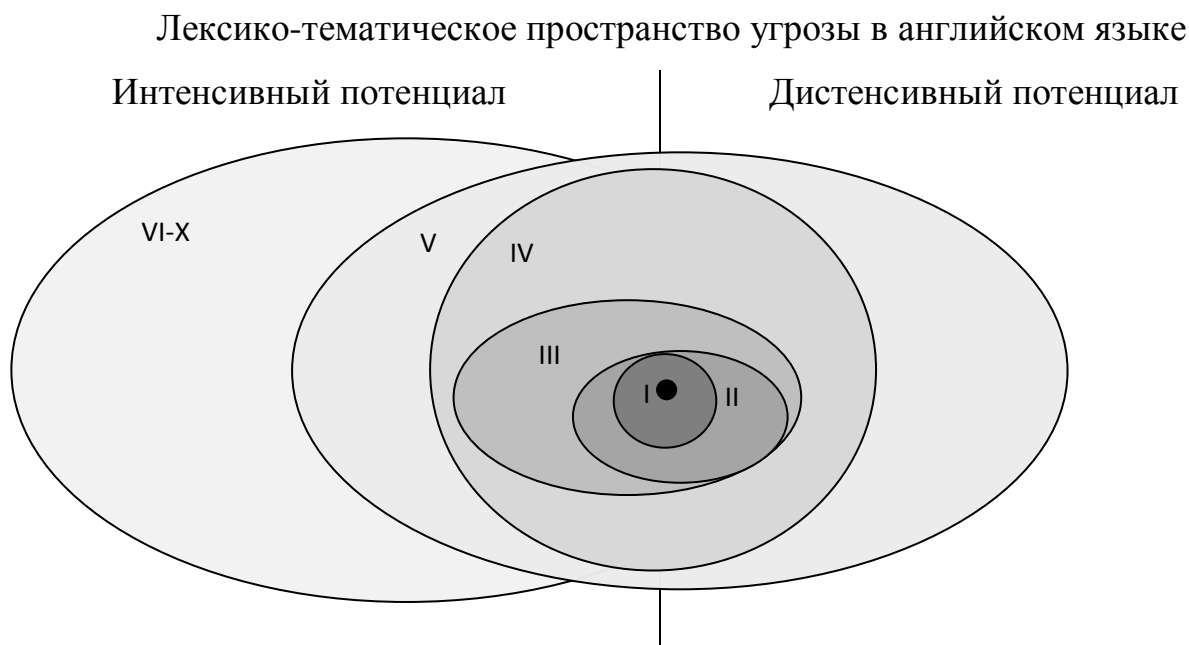 Лексико-тематическое пространство угрозы в английском языке
Интенсивный потенциал
Дистенсивный потенциал
VI-X
V
IV
III
I
II